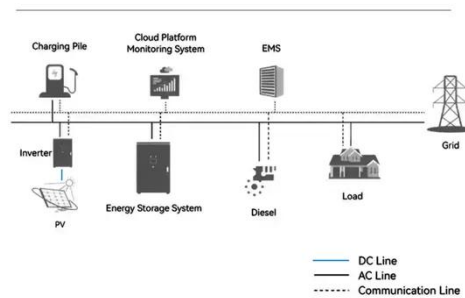 Charging Pile
Cloud Platform
Monitoring System
EMS
Inverter
Grid
PV
Energy Storage System
Diesel
Load
DC Line
AC Line
Communication Line